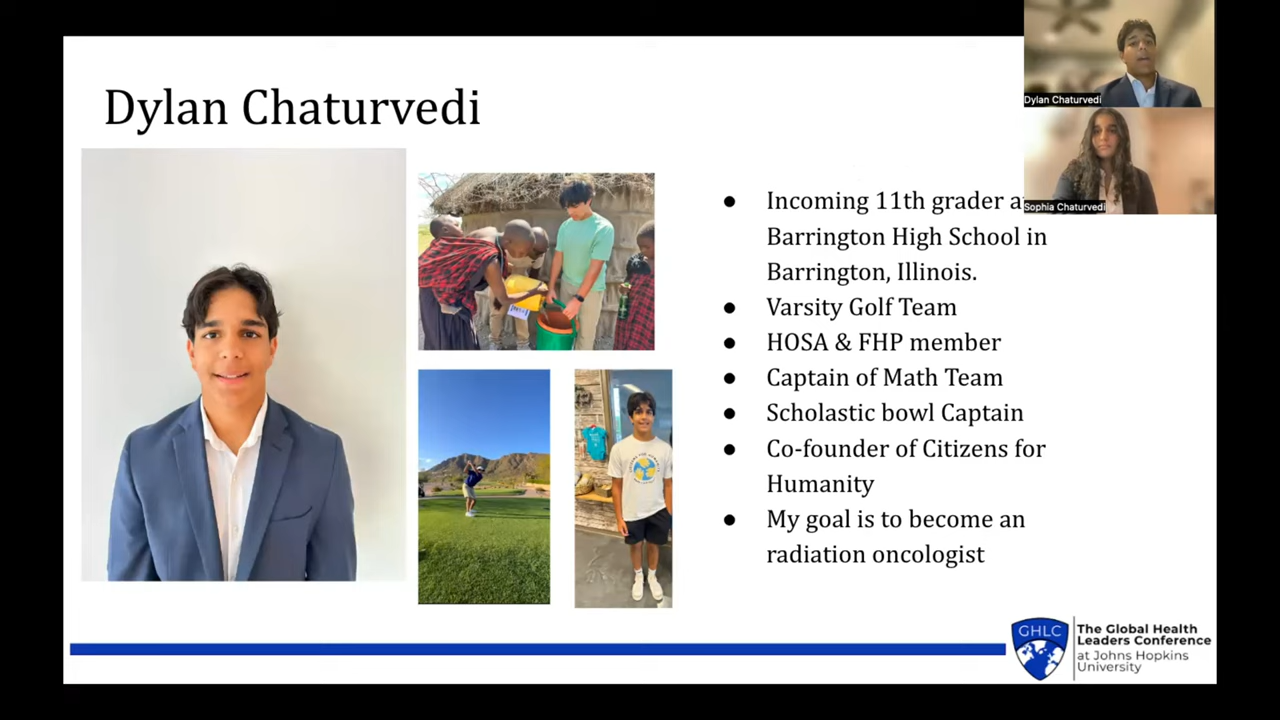 Dylan Chaturvedi
Dylan Chaturvedi
Sophia Chaturvedi
● Incoming 11th grader
Barrington High School in
Barrington, Illinois.
● Varsity Golf Team
● HOSA & FHP member
● Captain of Math Team
● Scholastic bowl Captain
● Co-founder of Citizens for
Humanity
● My goal is to become an
radiation oncologist
GHLC
The Global Health
Leaders Conference
at Johns Hopkins
University